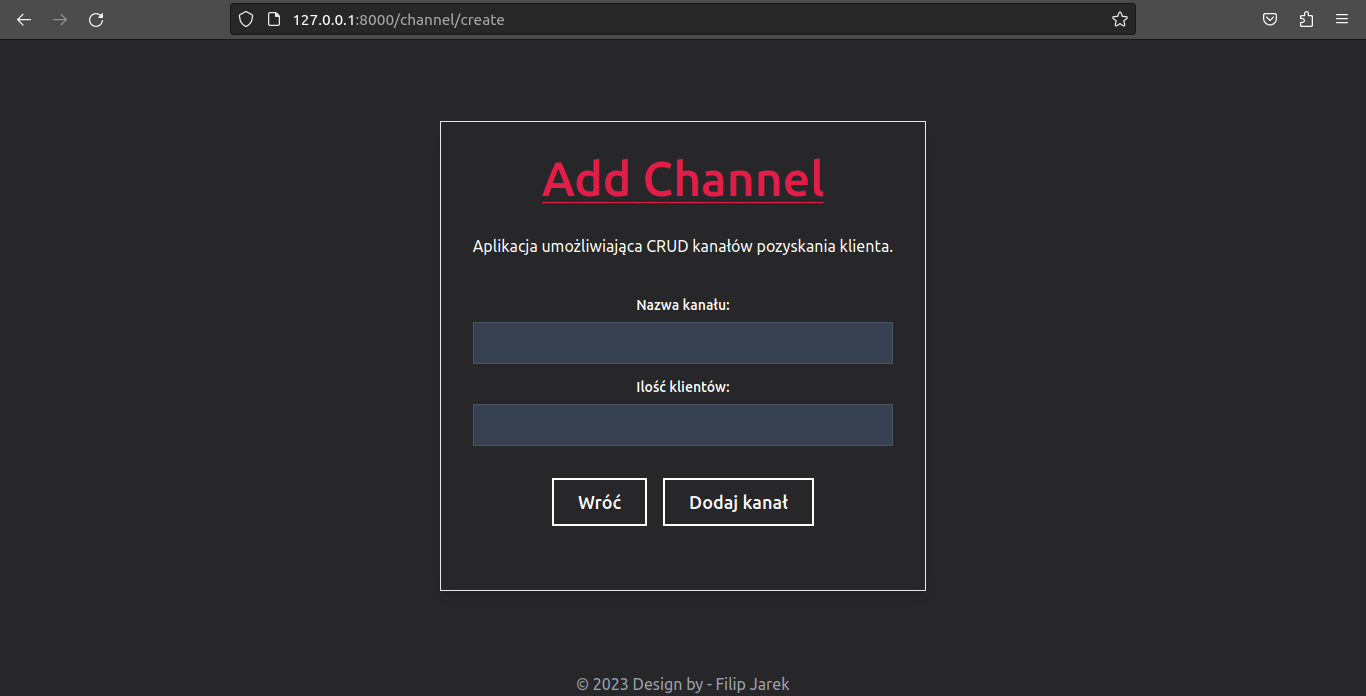 127.0.0.1:8000/channel/create
Add Channel
Aplikacja umożliwiająca CRUD kanałów pozyskania klienta.
Nazwa kanału:
Ilość klientów:
Wróć Dodaj kanał
© 2023 Design by - Filip Jarek